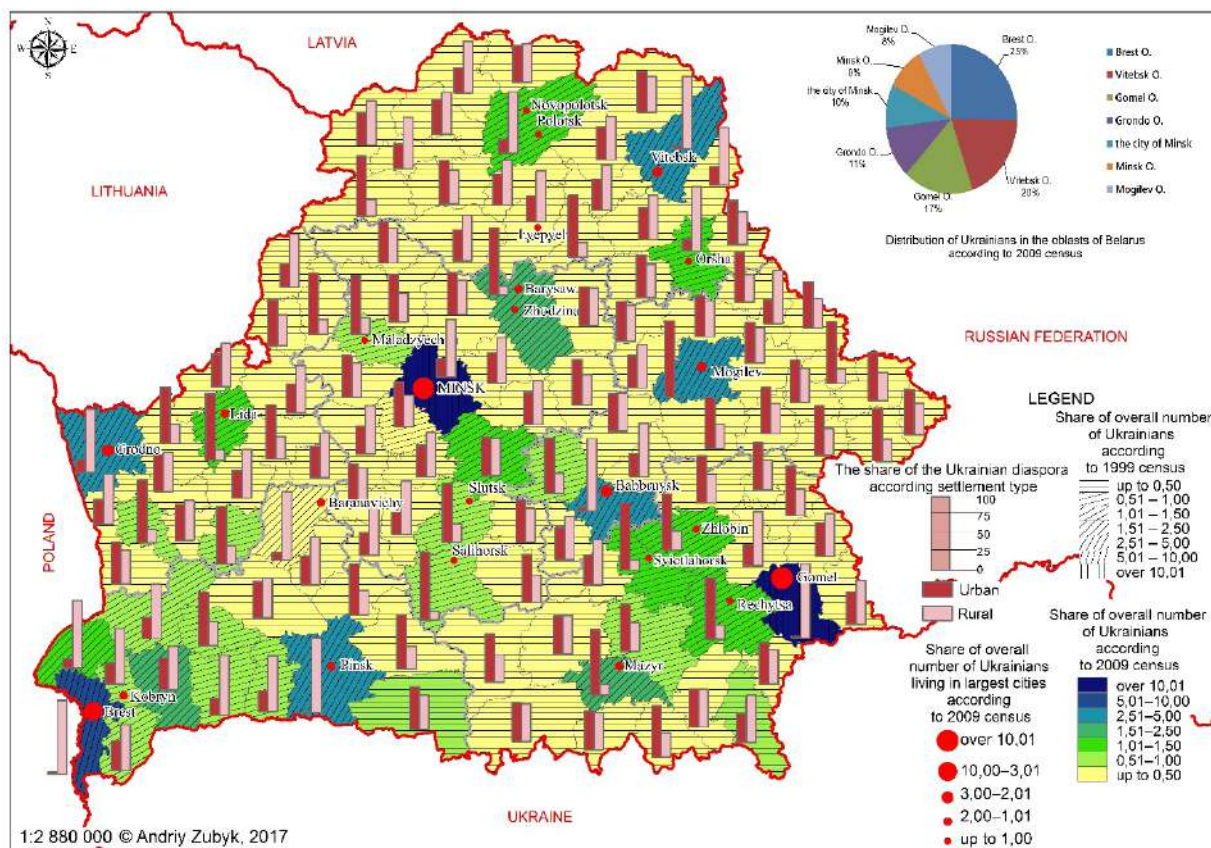 N
W
E
S
LATVIA
LITHUANIA
POLAND
RUSSIAN FEDERATION
UKRAINE
Novopolotsk
Polotsk
Vitebsk
Lyepyel
Orsha
Barysaw
Zhodzina
Maladzyech
MINSK
Mogilev
Lida
Grodno
Baranavichy
Slutsk
Babbruysk
Zhlobin
Salihorsk
Svietlahorsk
Gomel
Rechytsa
Pinsk
Mazyr
Kobryn
Brest
Mogilev O.
8%
Brest O.
25%
Minsk O.
the city of Minsk
10%
Grondo O.
11%
Gomel O.
17%
20%
Brest O.
Vitebsk O.
Gomel O.
Grondo O.
the city of Minsk
Minsk O.
Mogilev O.
Distribution of Ukrainians in the oblasts of Belarus
according to 2009 census
LEGEND
Share of overall number
of Ukrainians
according
to 1999 census
up to 0,50
0,51–1,00
1,01–1,50
1,51–2,50
2,51–5,00
5,01–10,00
over 10,01
The share of the Ukrainian diaspora
according settlement type
100
75
50
25
0
Urban
Rural
Share of overall number
of Ukrainians
according
to 2009 census
over 10,01
5,01–10,00
2,51–5,00
1,51–2,50
1,01–1,50
0,51–1,00
up to 0,50
Share of overall
number of Ukrainians
living in largest cities
according
to 2009 census
over 10,01
10,00–3,01
3,00–2,01
2,00–1,01
up to 1,00
1:2 880 000 © Andriy Zubyk, 2017